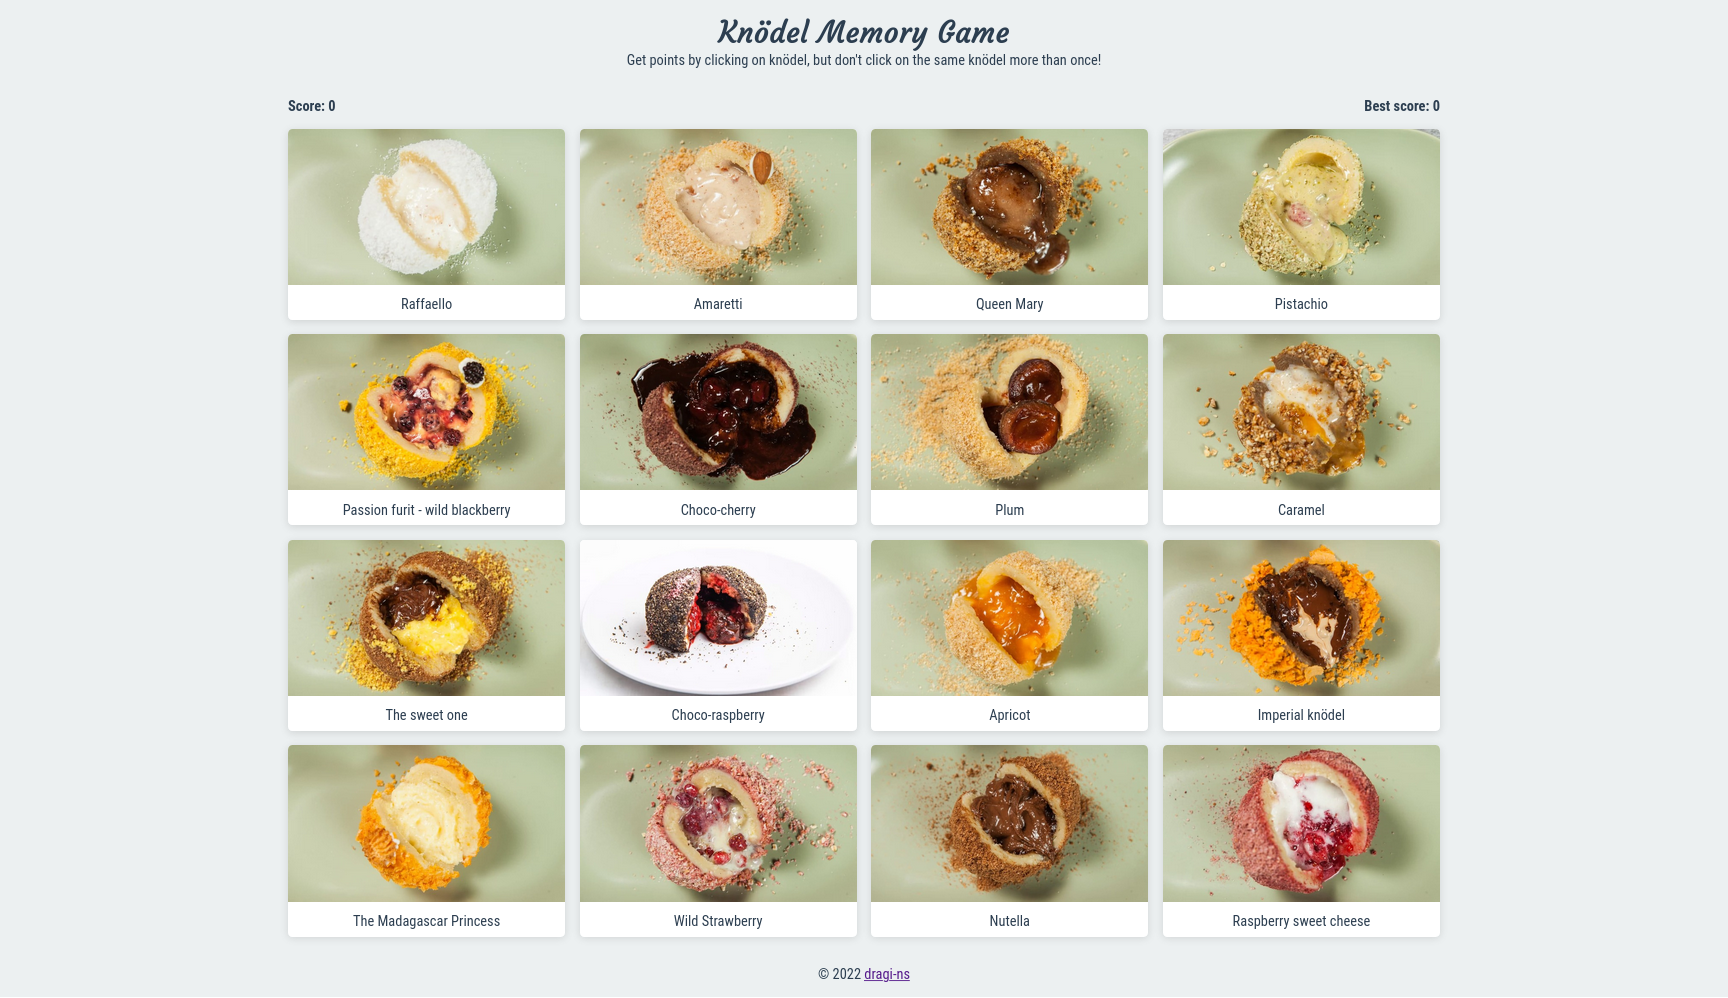 Knödel Memory Game
Get points by clicking on knödel, but don't click on the same knödel more than once!
Score: 0
Best score: 0
Raffaello
Amaretti
Queen Mary
Pistachio
Passion furit - wild blackberry
Choco-cherry
Plum
Caramel
The sweet one
Choco-raspberry
Apricot
Imperial knödel
The Madagascar Princess
Wild Strawberry
Nutella
Raspberry sweet cheese
© 2022 dragi-ns